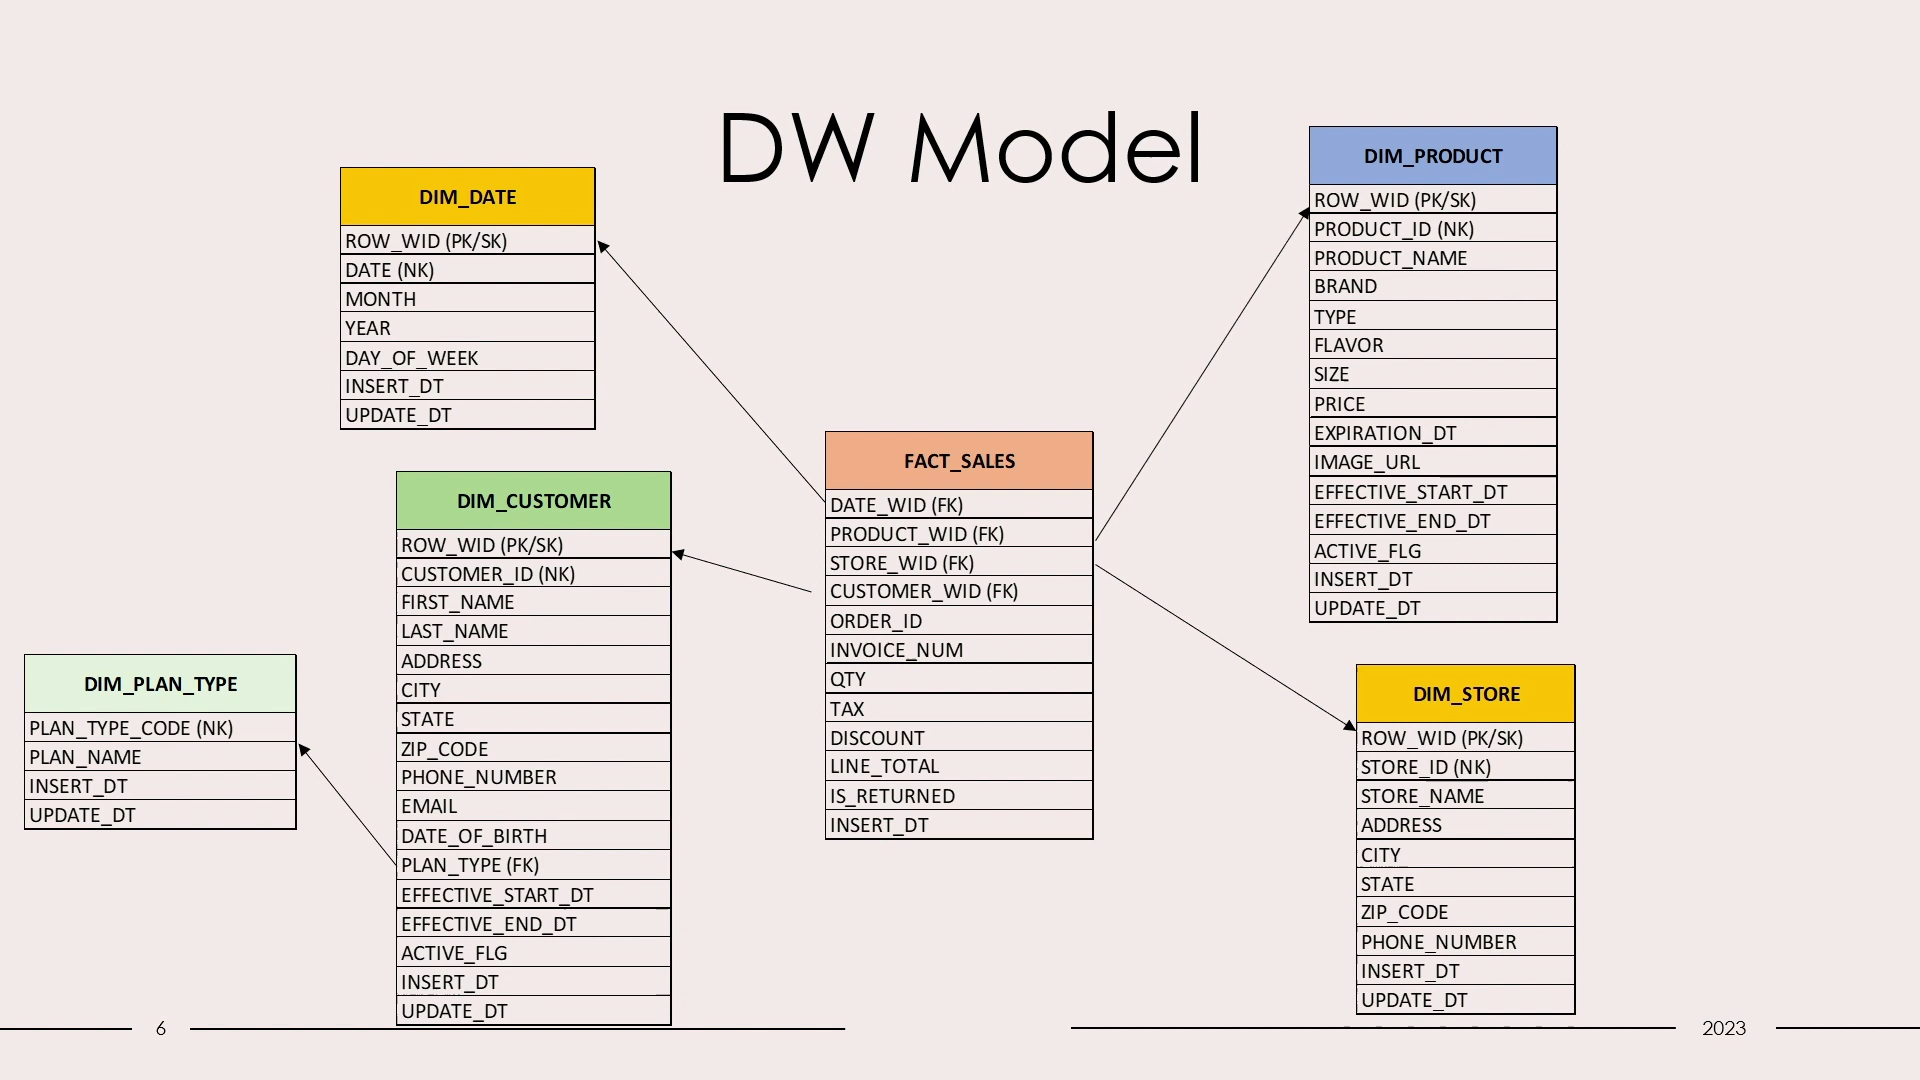 DW Model
DIM_DATE
ROW_WID (PK/SK)
DATE (NK)
MONTH
YEAR
DAY_OF_WEEK
INSERT_DT
UPDATE_DT
DIM_CUSTOMER
ROW_WID (PK/SK)
CUSTOMER_ID (NK)
FIRST_NAME
LAST_NAME
ADDRESS
CITY
STATE
ZIP_CODE
PHONE_NUMBER
EMAIL
DATE_OF_BIRTH
PLAN_TYPE (FK)
EFFECTIVE_START_DT
EFFECTIVE_END_DT
ACTIVE_FLG
INSERT_DT
UPDATE_DT
DIM_PLAN_TYPE
PLAN_TYPE_CODE (NK)
PLAN_NAME
INSERT_DT
UPDATE_DT
FACT_SALES
DATE_WID (FK)
PRODUCT_WID (FK)
STORE_WID (FK)
CUSTOMER_WID (FK)
ORDER_ID
INVOICE_NUM
QTY
TAX
DISCOUNT
LINE_TOTAL
IS_RETURNED
INSERT_DT
DIM_PRODUCT
ROW_WID (PK/SK)
PRODUCT_ID (NK)
PRODUCT_NAME
BRAND
TYPE
FLAVOR
SIZE
PRICE
EXPIRATION_DT
IMAGE_URL
EFFECTIVE_START_DT
EFFECTIVE_END_DT
ACTIVE_FLG
INSERT_DT
UPDATE_DT
DIM_STORE
ROW_WID (PK/SK)
STORE_ID (NK)
STORE_NAME
ADDRESS
CITY
STATE
ZIP_CODE
PHONE_NUMBER
INSERT_DT
UPDATE_DT
6
2023